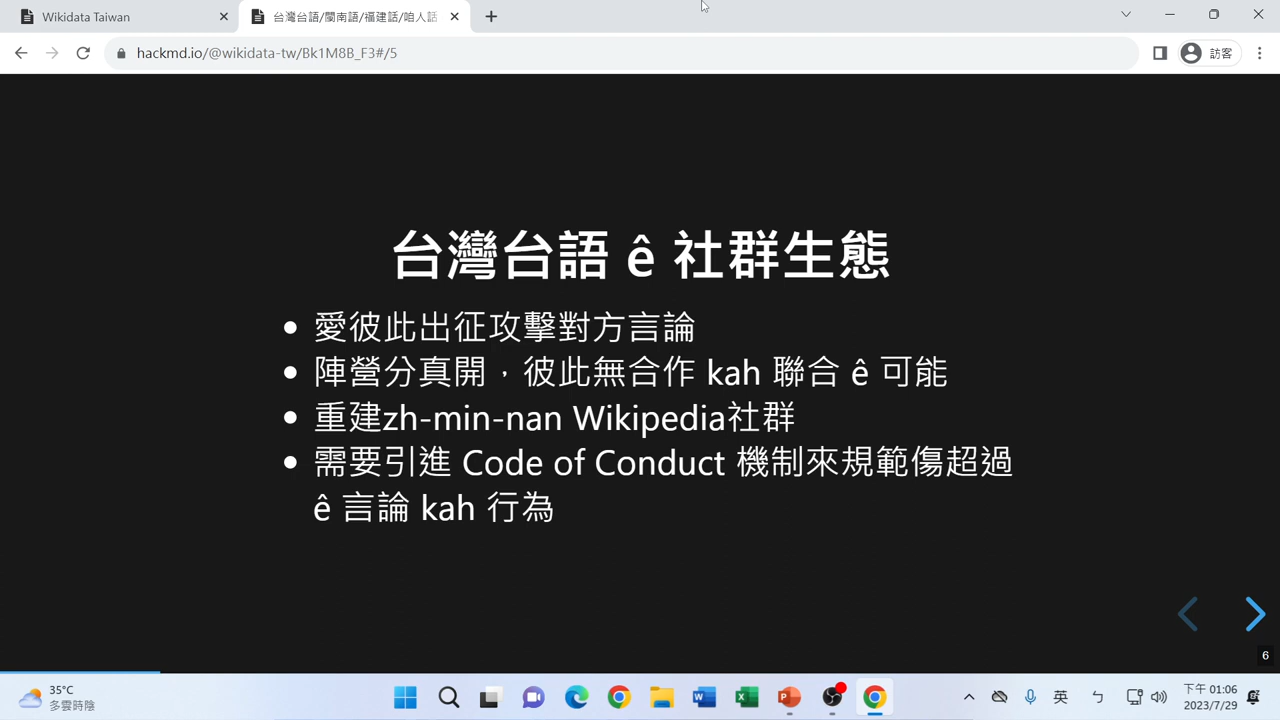 Wikidata Taiwan
台灣台語/閩南語/福建話/咱人話
hackmd.io/@wikidata-tw/Bk1M8B_F3#/5
訪客
台灣台語 ê 社群生態
愛彼此出征攻擊對方言論
陣營分真開，彼此無合作 kah 聯合 ê 可能
重建zh-min-nan Wikipedia社群
需要引進 Code of Conduct 機制來規範傷超過
ê 言論 kah 行為
6
35°C
多雲時陰
英
ㄅ
下午 01:06
2023/7/29